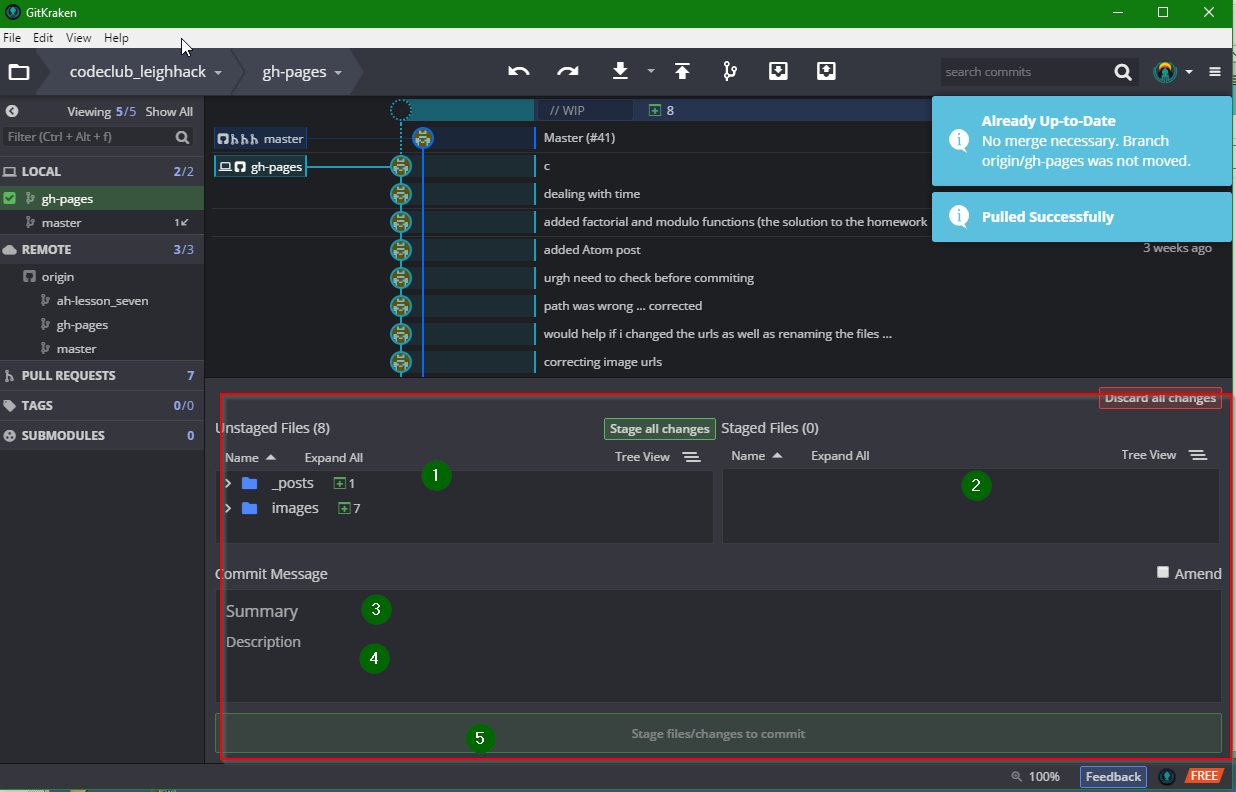 GitKraken
File Edit View Help
codeclub_leighhack gh-pages search commits
Viewing 5/5 Show All
Filter (Ctrl + Alt + f)
LOCAL 2/2
gh-pages
master 1
REMOTE 3/3
origin
ah-lesson_seven
gh-pages
master
PULL REQUESTS 7
TAGS 0/0
SUBMODULES 0
// WIP 8
master Master (#41)
gh-pages c
dealing with time
added factorial and modulo functions (the solution to the homework
added Atom post
3 weeks ago
urgh need to check before commiting
path was wrong ... corrected
would help if i changed the urls as well as renaming the files ...
correcting image urls
Already Up-to-Date
No merge necessary. Branch
origin/gh-pages was not moved.
Pulled Successfully
Discard all changes
Unstaged Files (8) Stage all changes
Name Expand All Tree View
1
_posts 1
images 7
Staged Files (0)
Name Expand All Tree View
2
Commit Message Amend
Summary 3
Description 4
Stage files/changes to commit
5
100% Feedback FREE